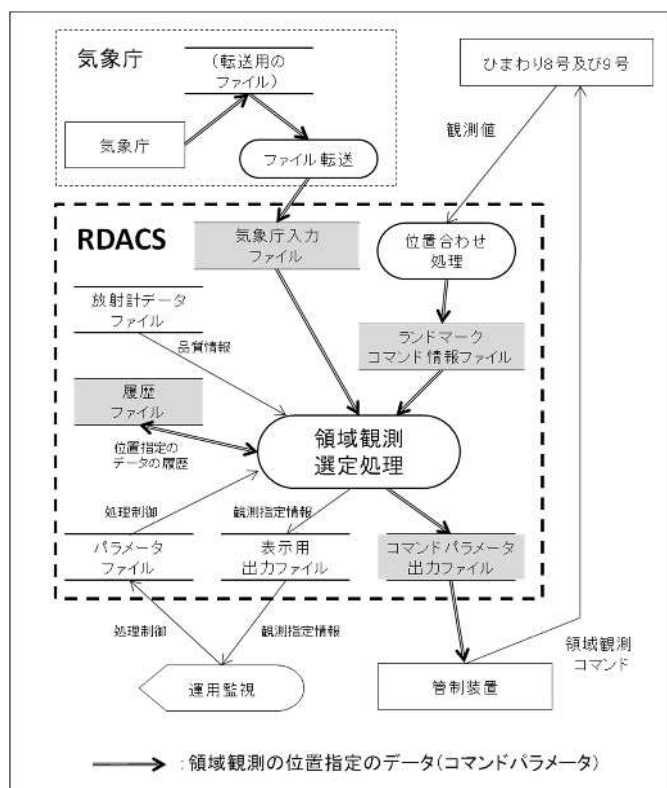 気象庁
(転送用の
ファイル)
気象庁
ファイル転送
ひまわり8号及び9号
観測値
RDACS
気象庁入力
ファイル
位置合わせ
処理
放射計データ
ファイル
品質情報
ランドマーク
コマンド情報ファイル
履歴
ファイル
位置指定の
データの履歴
領域観測
選定処理
処理制御
観測指定情報
パラメータ
ファイル
表示用
出力ファイル
コマンドパラメータ
出力ファイル
処理制御
観測指定情報
領域観測
コマンド
運用監視
管制装置
:領域観測の位置指定のデータ(コマンドパラメータ)